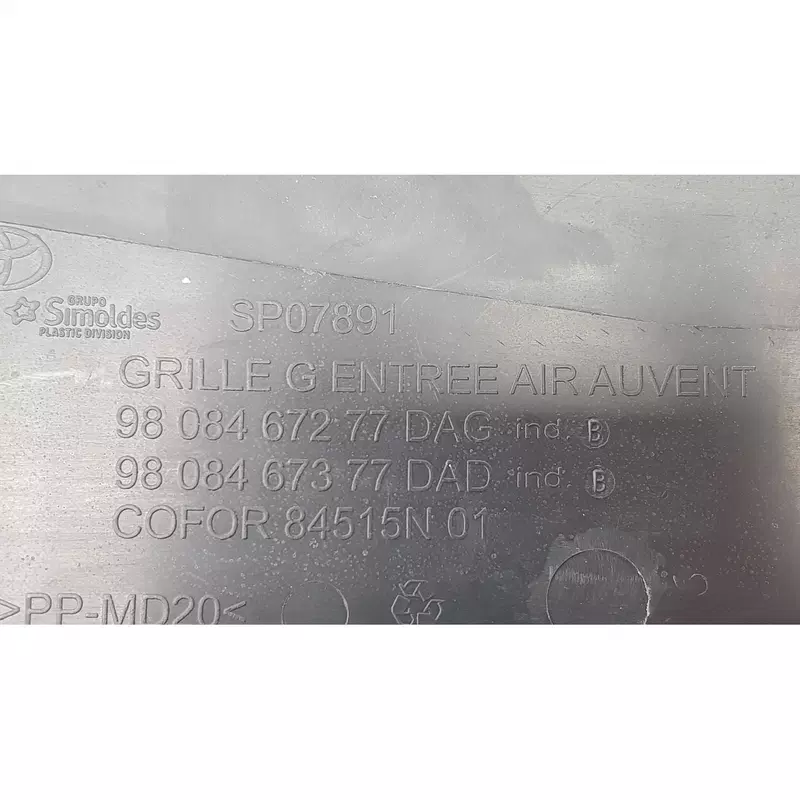 GRUPO
Simoldes
PLASTIC DIVISION
SP07891
GRILLE G ENTREE AIR AUVENT
98 084 672 77 DAG ind. B
98 084 673 77 DAD ind B
COFOR 84515N 01
>PP-MD20<